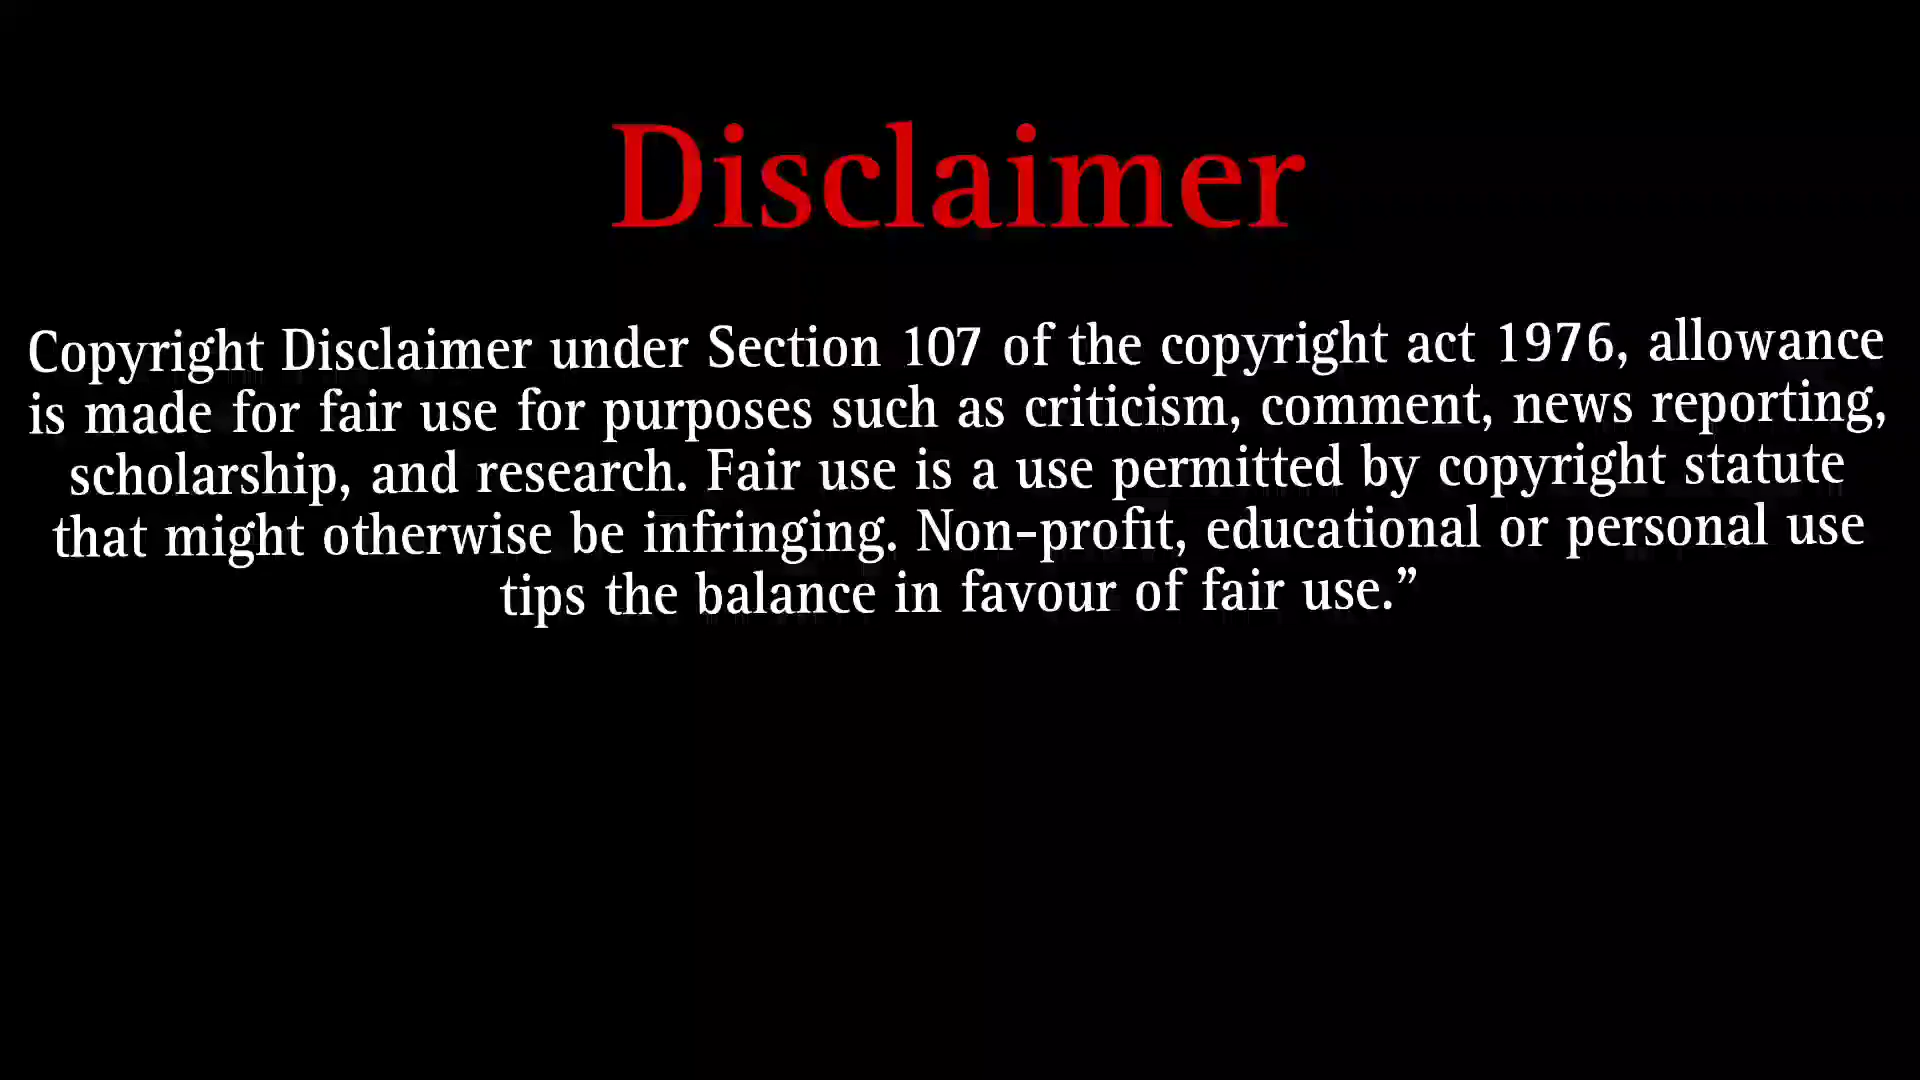 Disclaimer
Copyright Disclaimer under Section 107 of the copyright act 1976, allowance
is made for fair use for purposes such as criticism, comment, news reporting,
scholarship, and research. Fair use is a use permitted by copyright statute
that might otherwise be infringing. Non-profit, educational or personal use
tips the balance in favour of fair use.”